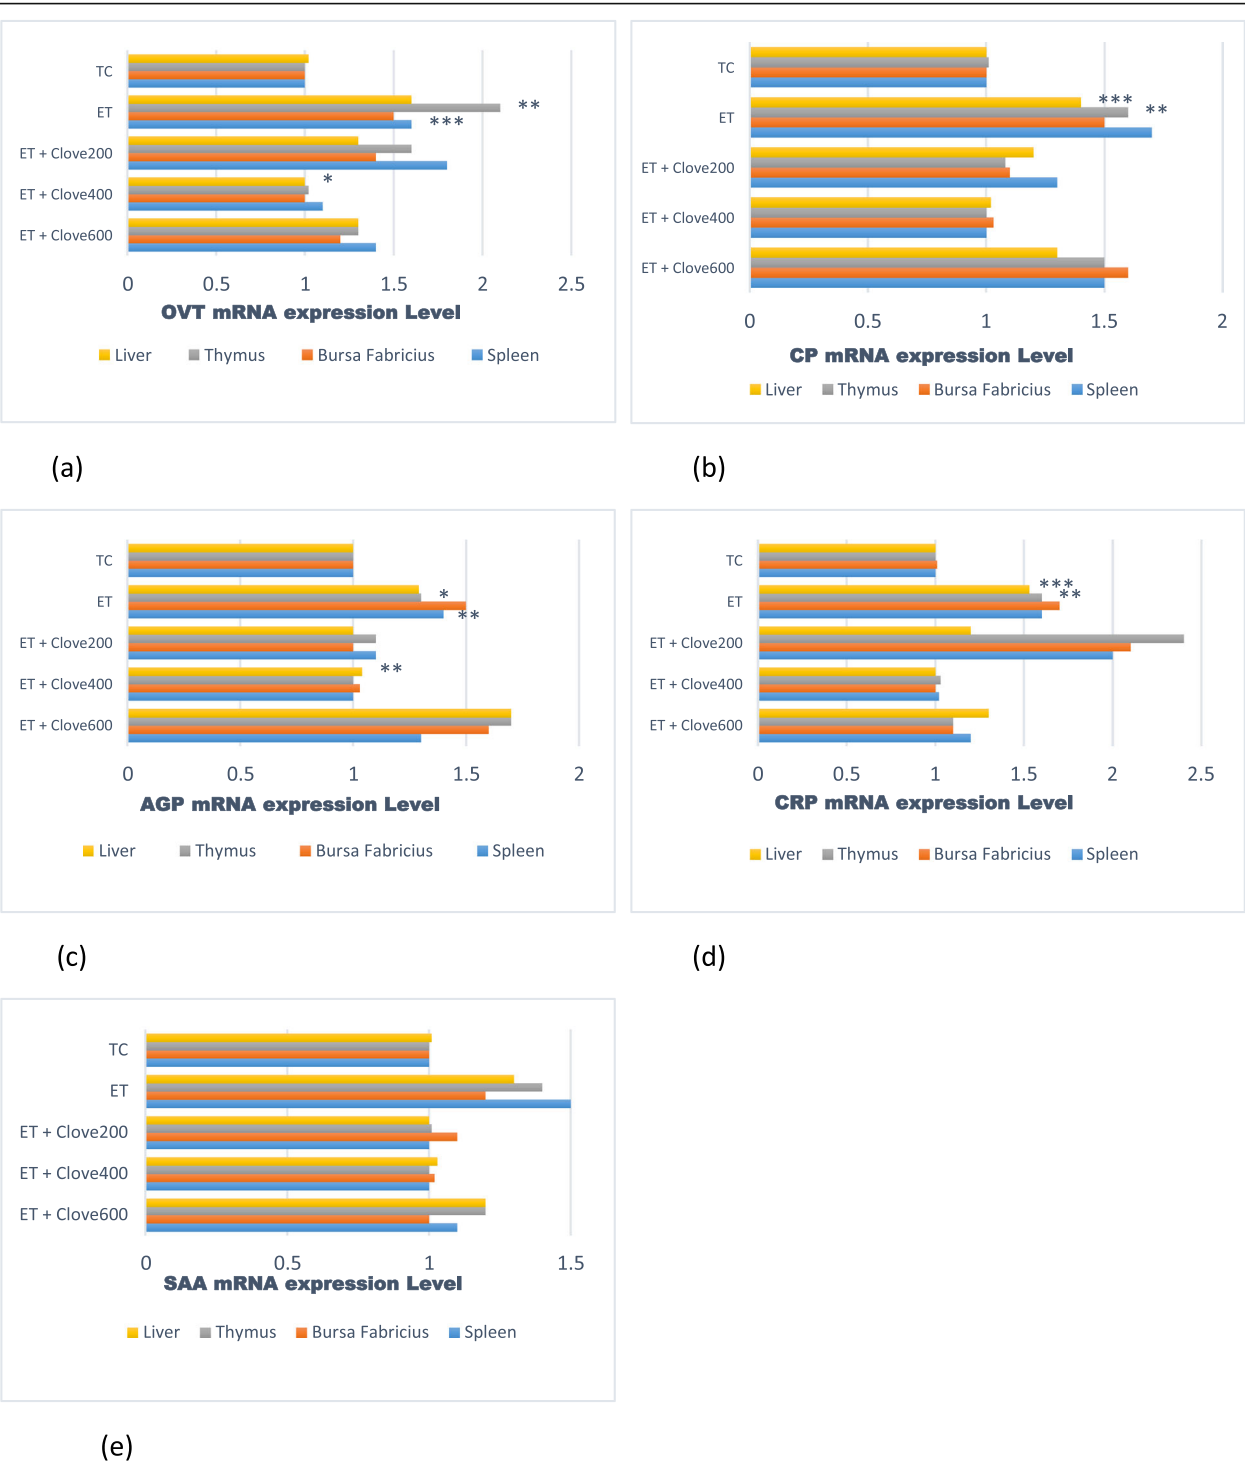 TC
ET
**
***
ET + Clove200
ET + Clove400
*
ET + Clove600
0 0.5 1 1.5 2 2.5
OVT mRNA expression Level
Liver Thymus Bursa Fabricius Spleen
(a)
TC
ET
***
**
ET + Clove200
ET + Clove400
ET + Clove600
0 0.5 1 1.5 2
CP mRNA expression Level
Liver Thymus Bursa Fabricius Spleen
(b)
TC
ET
*
**
ET + Clove200
ET + Clove400
**
ET + Clove600
0 0.5 1 1.5 2
AGP mRNA expression Level
Liver Thymus Bursa Fabricius Spleen
(c)
TC
ET
***
**
ET + Clove200
ET + Clove400
ET + Clove600
0 0.5 1 1.5 2 2.5
CRP mRNA expression Level
Liver Thymus Bursa Fabricius Spleen
(d)
TC
ET
ET + Clove200
ET + Clove400
ET + Clove600
0 0.5 1 1.5
SAA mRNA expression Level
Liver Thymus Bursa Fabricius Spleen
(e)